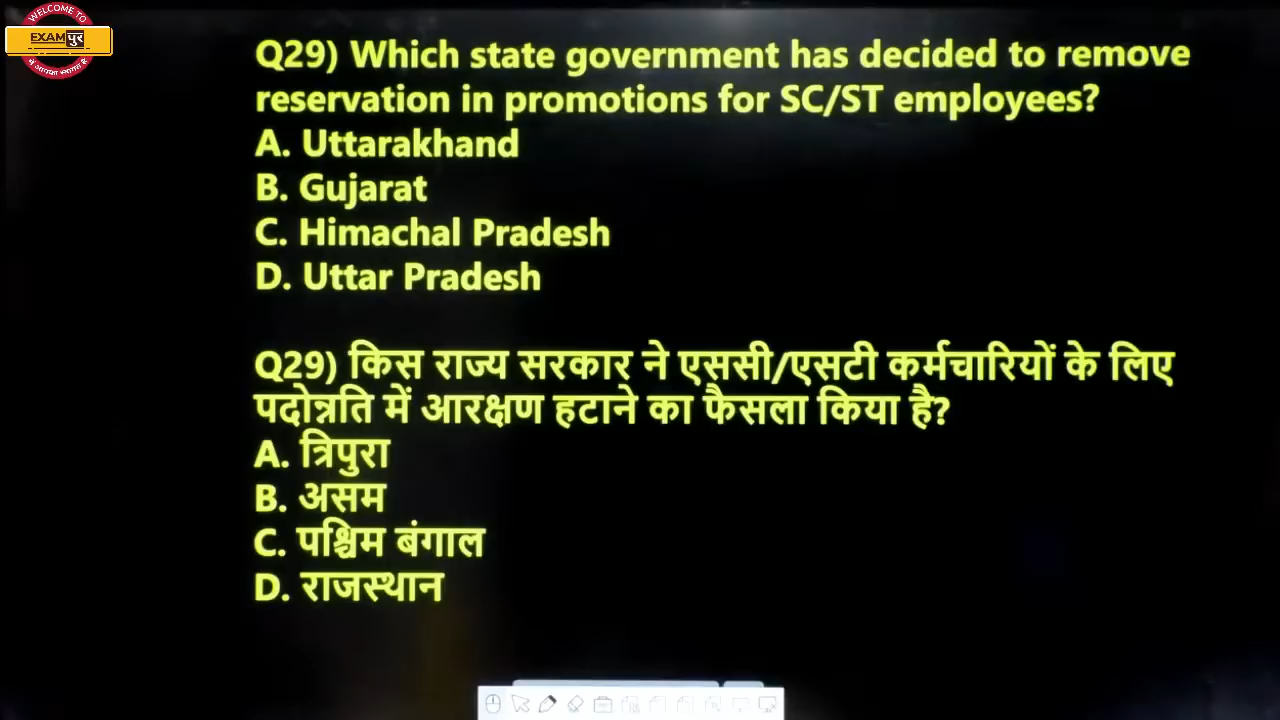 WELCOME TO
EXAMपुर
Q29) Which state government has decided to remove
reservation in promotions for SC/ST employees?
A. Uttarakhand
B. Gujarat
C. Himachal Pradesh
D. Uttar Pradesh
Q29) किस राज्य सरकार ने एससी/एसटी कर्मचारियों के लिए
पदोन्नति में आरक्षण हटाने का फैसला किया है?
A. त्रिपुरा
B. असम
C. पश्चिम बंगाल
D. राजस्थान